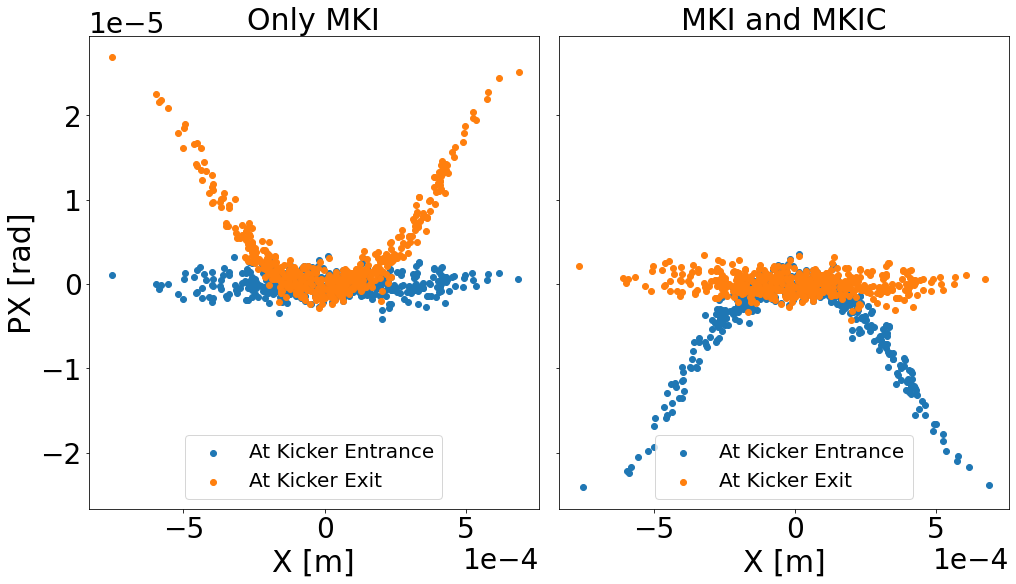 1e−5
Only MKI
MKI and MKIC
PX [rad]
2
1
0
−1
−2
At Kicker Entrance
At Kicker Exit
At Kicker Entrance
At Kicker Exit
−5
0
5
−5
0
5
X [m]
1e−4
X [m]
1e−4